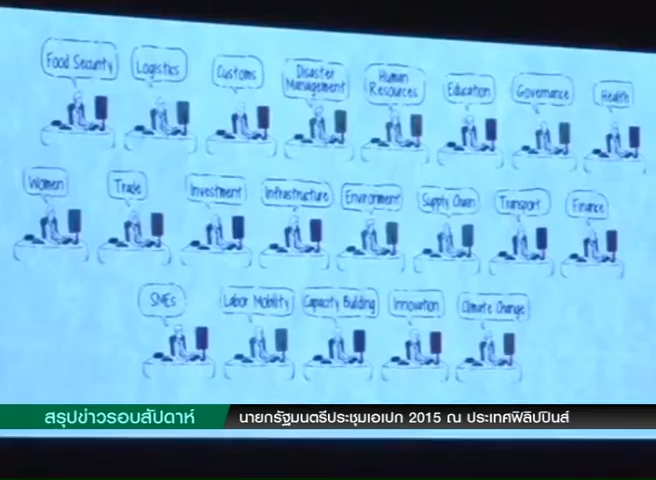 Food Security
Logistics
Customs
Disaster
Management
Human
Resources
Education
Governance
Health
Women
Trade
Investment
Infrastructure
Environment
Supply Chain
Transport
Finance
SMEs
Labor Mobility
Capacity Building
Innovation
Climate Change
สรุปข่าวรอบสัปดาห์
นายกรัฐมนตรีประชุมเอเปก 2015 ณ ประเทศฟิลิปปินส์